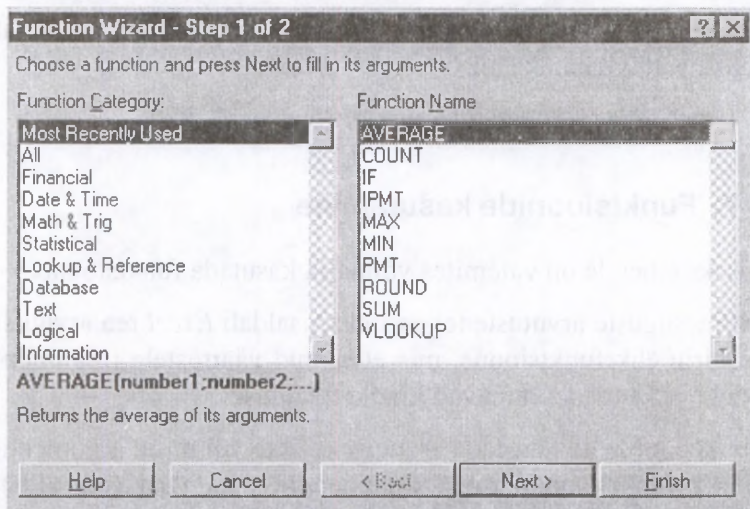 Function Wizard - Step 1 of 2
Choose a function and press Next to fill in its arguments.
Function Category:
Most Recently Used
All
Financial
Date & Time
Math & Trig
Statistical
Lookup & Reference
Database
Text
Logical
Information
Function Name
AVERAGE
COUNT
IF
IPMT
MAX
MIN
PMT
ROUND
SUM
VLOOKUP
AVERAGE(number1;number2;...)
Returns the average of its arguments.
Help Cancel < Back Next > Finish